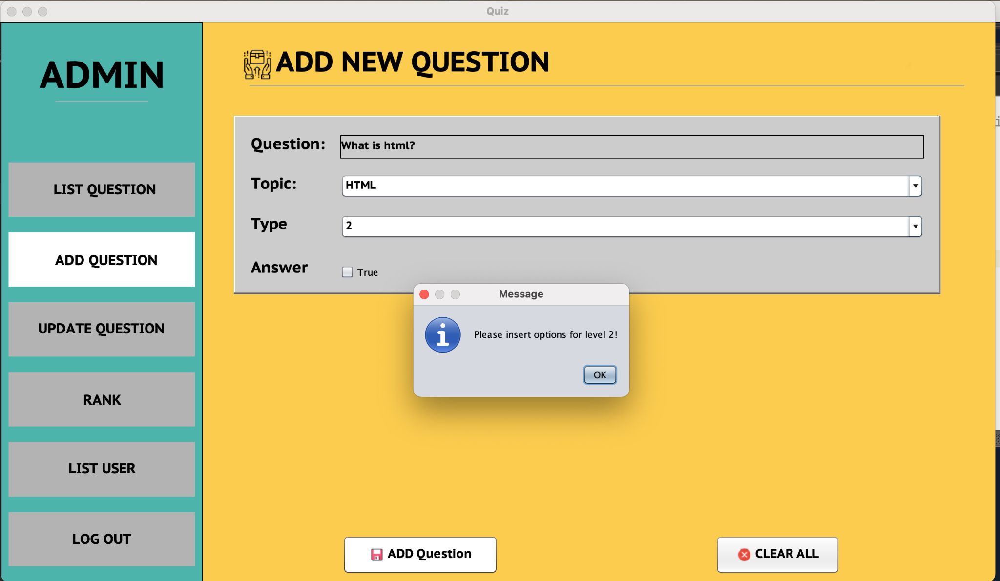 Quiz
ADMIN
LIST QUESTION
ADD QUESTION
UPDATE QUESTION
RANK
LIST USER
LOG OUT
ADD NEW QUESTION
Question: What is html?
Topic: HTML
Type 2
Answer True
Message
Please insert options for level 2!
OK
ADD Question
CLEAR ALL